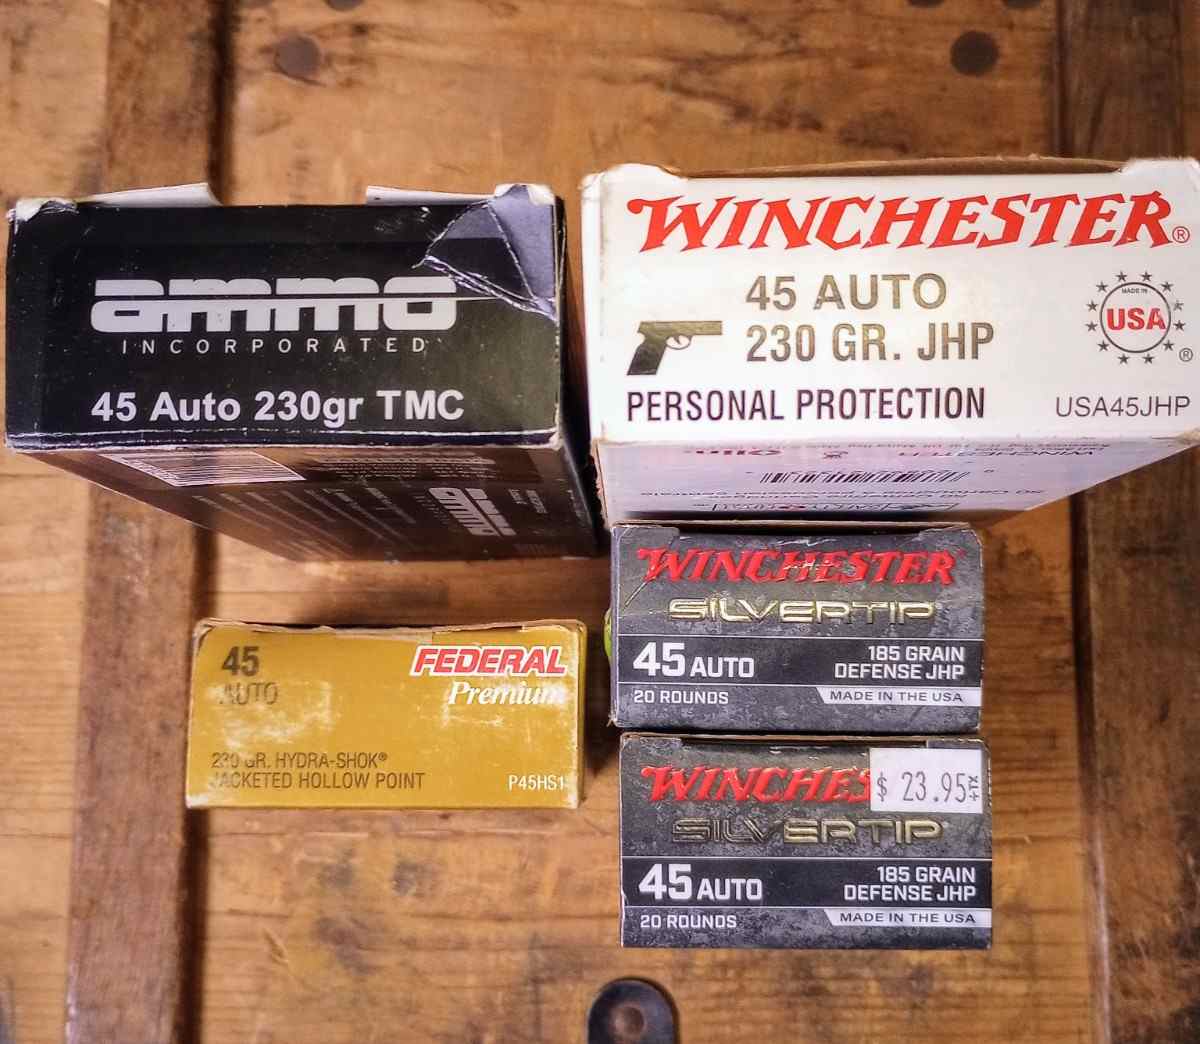 ammo
INCORPORATED
45 Auto 230gr TMC
ammo
WINCHESTER®
45 AUTO
230 GR. JHP
PERSONAL PROTECTION
MADE IN
USA
®
USA45JHP
45
AUTO
FEDERAL
Premium
230 GR. HYDRA-SHOK®
JACKETED HOLLOW POINT
P45HS1
WINCHESTER
SILVERTIP
45 AUTO
185 GRAIN
DEFENSE JHP
20 ROUNDS
MADE IN THE USA
WINCHES
$ 23.95
SILVERTIP
45 AUTO
185 GRAIN
DEFENSE JHP
20 ROUNDS
MADE IN THE USA